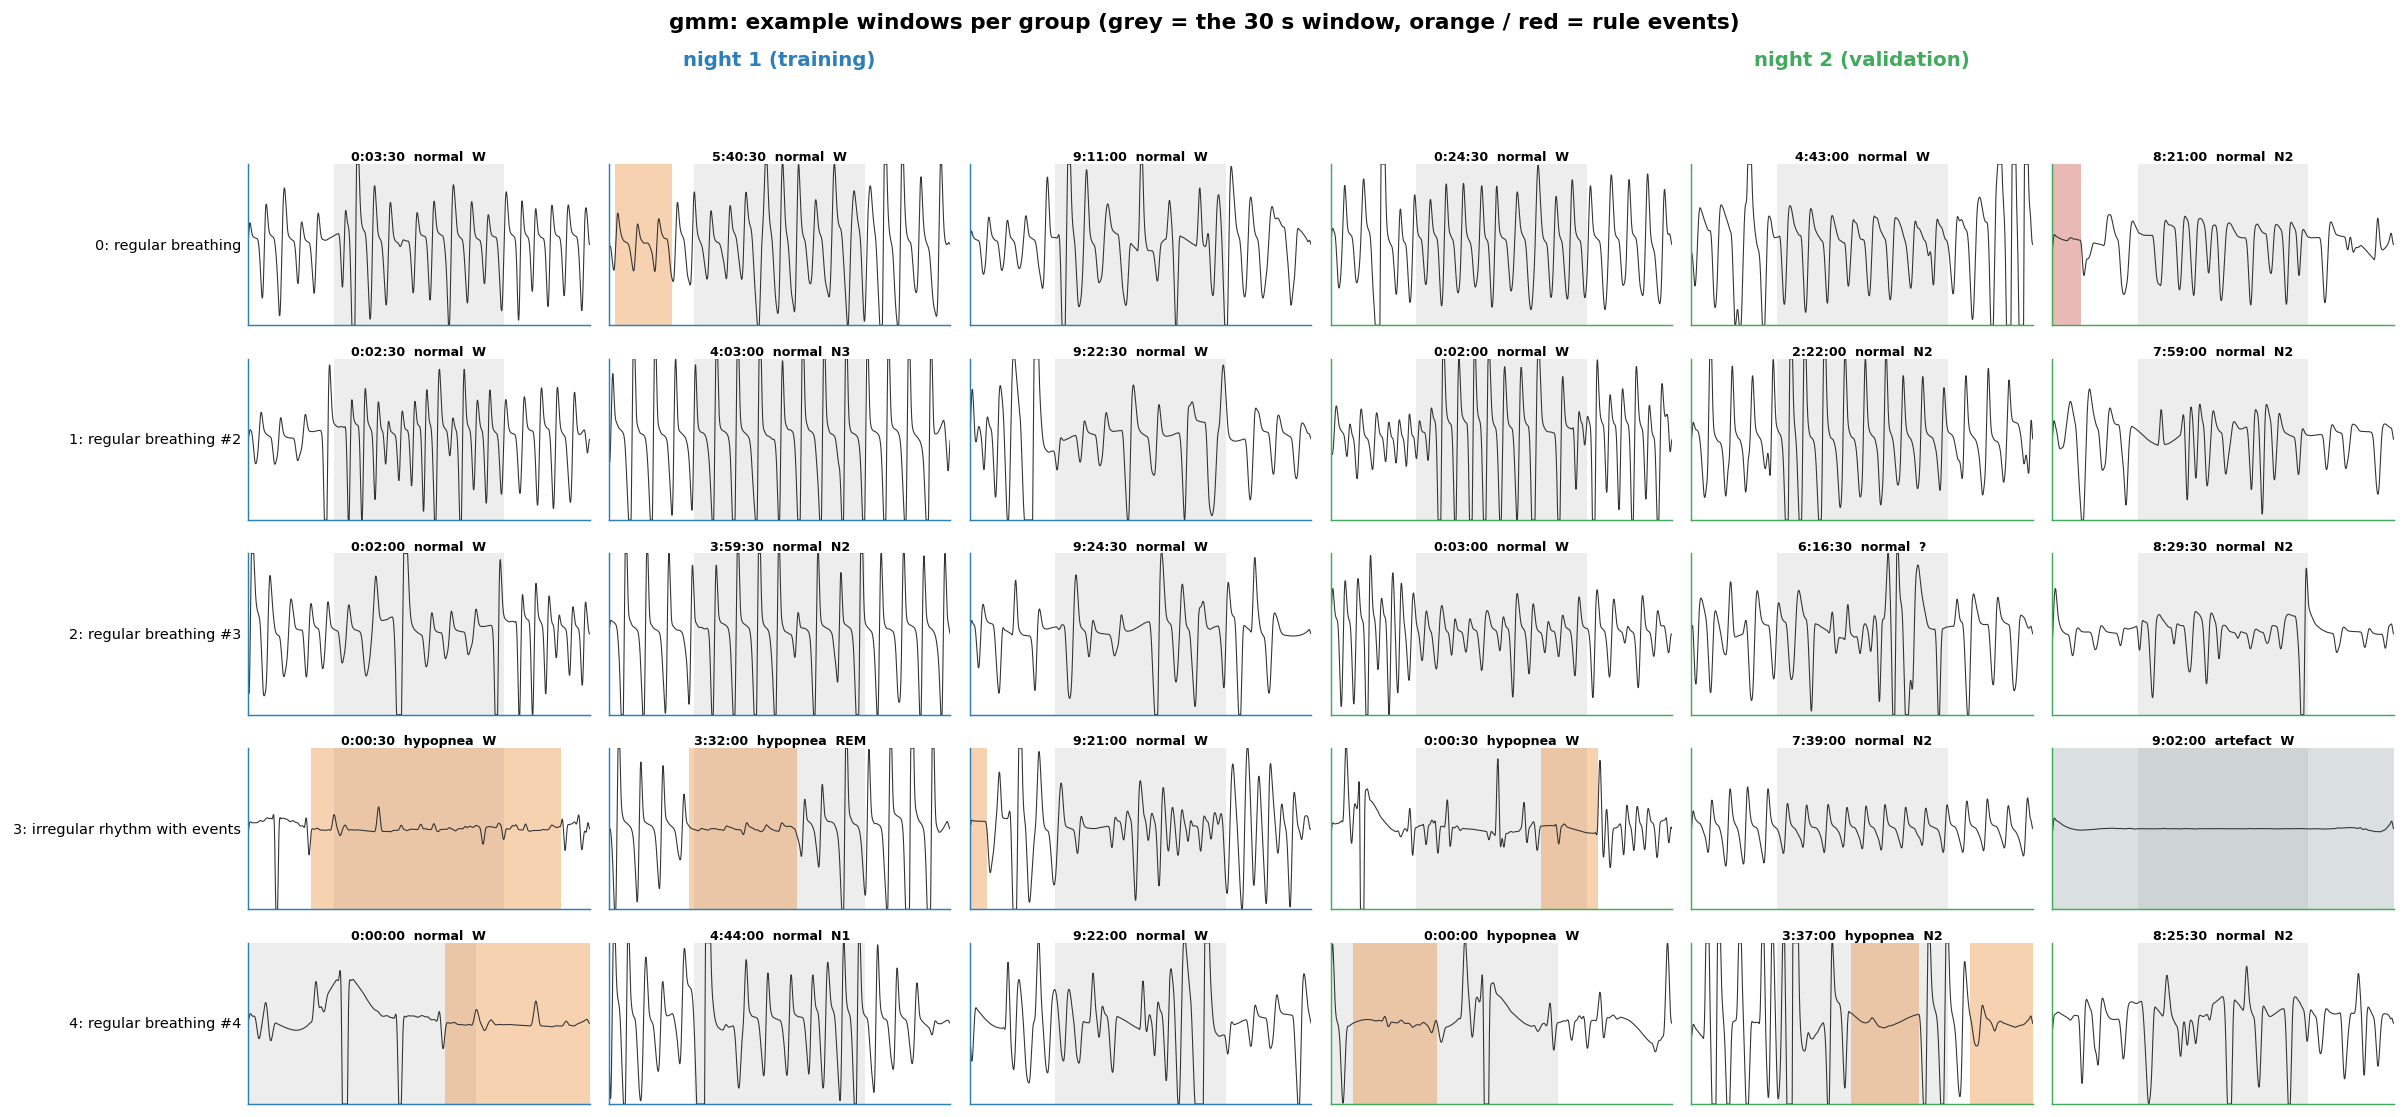 gmm: example windows per group (grey = the 30 s window, orange / red = rule events)
night 1 (training)
night 2 (validation)
0:03:30 normal W
5:40:30 normal W
9:11:00 normal W
0:24:30 normal W
4:43:00 normal W
8:21:00 normal N2
0: regular breathing
0:02:30 normal W
4:03:00 normal N3
9:22:30 normal W
0:02:00 normal W
2:22:00 normal N2
7:59:00 normal N2
1: regular breathing #2
0:02:00 normal W
3:59:30 normal N2
9:24:30 normal W
0:03:00 normal W
6:16:30 normal ?
8:29:30 normal N2
2: regular breathing #3
0:00:30 hypopnea W
3:32:00 hypopnea REM
9:21:00 normal W
0:00:30 hypopnea W
7:39:00 normal N2
9:02:00 artefact W
3: irregular rhythm with events
0:00:00 normal W
4:44:00 normal N1
9:22:00 normal W
0:00:00 hypopnea W
3:37:00 hypopnea N2
8:25:30 normal N2
4: regular breathing #4